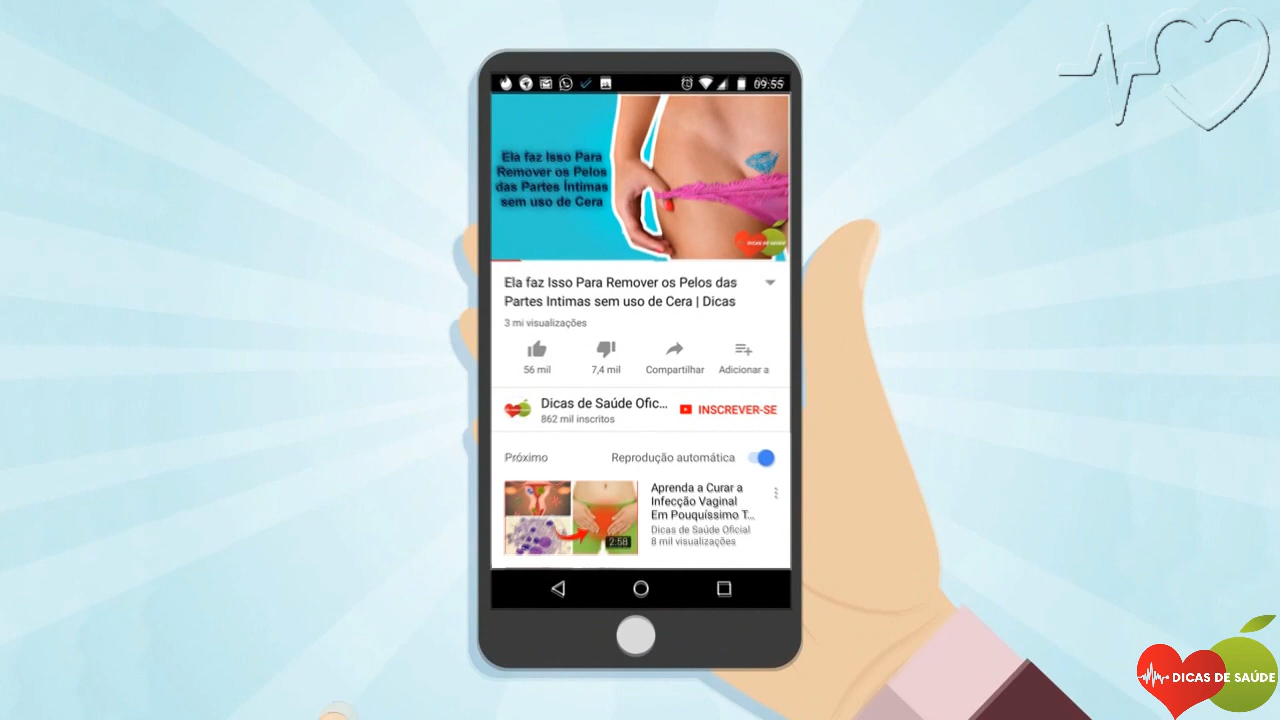 09:55
Ela faz Isso Para
Remover os Pelos
das Partes Íntimas
sem uso de Cera
DICAS DE SAÚDE
Ela faz Isso Para Remover os Pelos das
Partes Intimas sem uso de Cera | Dicas
3 mi visualizações
56 mil
7,4 mil
Compartilhar
Adicionar a
Dicas de Saúde Ofic...
INSCREVER-SE
862 mil inscritos
Próximo
Reprodução automática
Aprenda a Curar a
Infecção Vaginal
Em Pouquíssimo T...
Dicas de Saúde Oficial
8 mil visualizações
2:58
DICAS DE SAÚDE